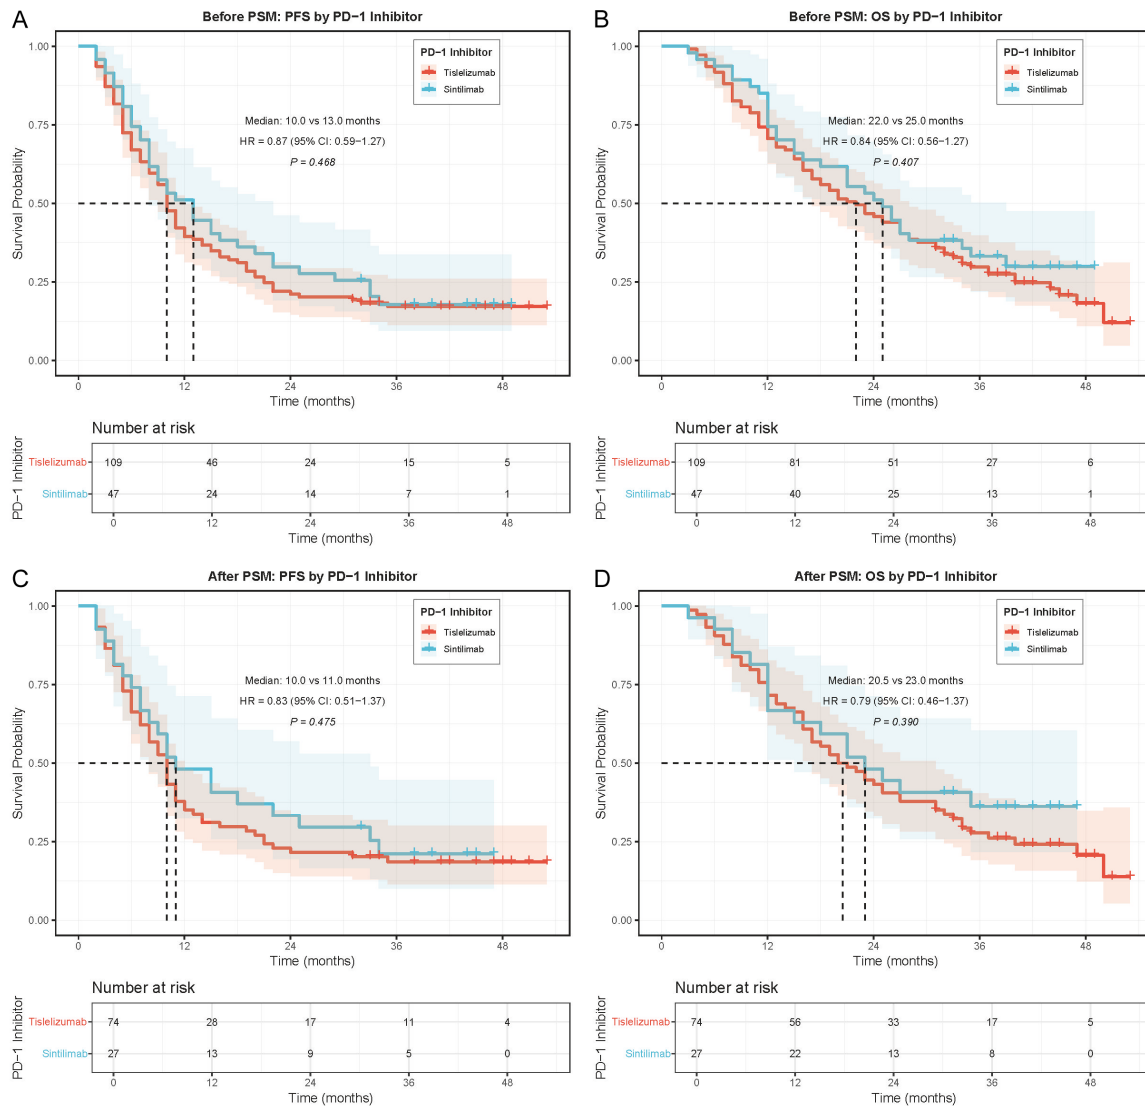 A
Before PSM: PFS by PD−1 Inhibitor
PD−1 Inhibitor
Tislelizumab
Sintilimab
Median: 10.0 vs 13.0 months
HR = 0.87 (95% CI: 0.59−1.27)
P = 0.468
Survival Probability
1.00
0.75
0.50
0.25
0.00
0 12 24 36 48
Time (months)
Number at risk
PD−1 Inhibitor
Tislelizumab 109 46 24 15 5
Sintilimab 47 24 14 7 1
0 12 24 36 48
Time (months)
B
Before PSM: OS by PD−1 Inhibitor
PD−1 Inhibitor
Tislelizumab
Sintilimab
Median: 22.0 vs 25.0 months
HR = 0.84 (95% CI: 0.56−1.27)
P = 0.407
Survival Probability
1.00
0.75
0.50
0.25
0.00
0 12 24 36 48
Time (months)
Number at risk
PD−1 Inhibitor
Tislelizumab 109 81 51 27 6
Sintilimab 47 40 25 13 1
0 12 24 36 48
Time (months)
C
After PSM: PFS by PD−1 Inhibitor
PD−1 Inhibitor
Tislelizumab
Sintilimab
Median: 10.0 vs 11.0 months
HR = 0.83 (95% CI: 0.51−1.37)
P = 0.475
Survival Probability
1.00
0.75
0.50
0.25
0.00
0 12 24 36 48
Time (months)
Number at risk
PD−1 Inhibitor
Tislelizumab 74 28 17 11 4
Sintilimab 27 13 9 5 0
0 12 24 36 48
Time (months)
D
After PSM: OS by PD−1 Inhibitor
PD−1 Inhibitor
Tislelizumab
Sintilimab
Median: 20.5 vs 23.0 months
HR = 0.79 (95% CI: 0.46−1.37)
P = 0.390
Survival Probability
1.00
0.75
0.50
0.25
0.00
0 12 24 36 48
Time (months)
Number at risk
PD−1 Inhibitor
Tislelizumab 74 56 33 17 5
Sintilimab 27 22 13 8 0
0 12 24 36 48
Time (months)